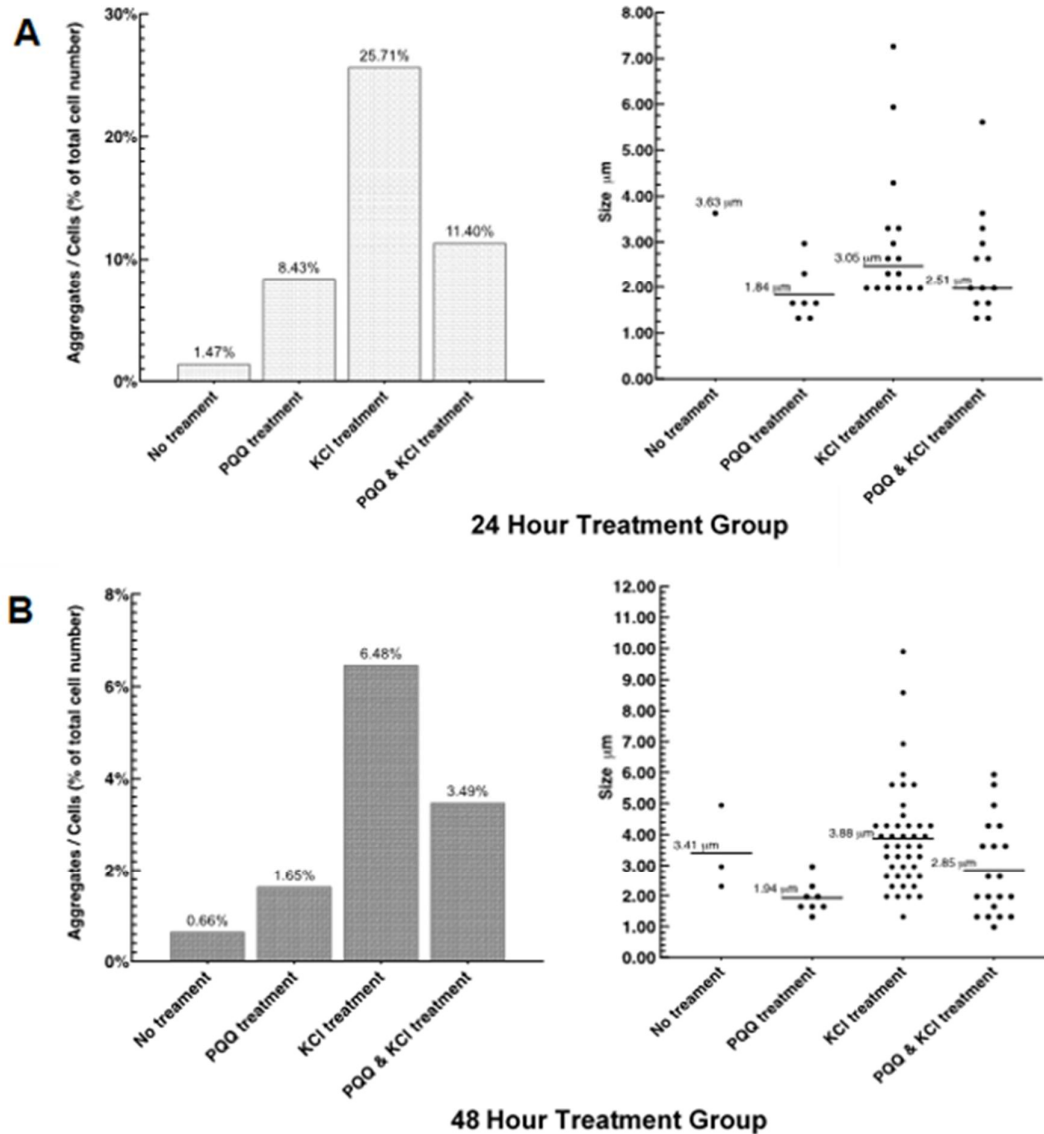 A
Aggregates / Cells (% of total cell number)
30%
20%
10%
0%
1.47%
8.43%
25.71%
11.40%
No treament
PQQ treatment
KCl treatment
PQQ & KCl treatment
Size μm
8.00
7.00
6.00
5.00
4.00
3.00
2.00
1.00
0.00
3.63 μm
1.84 μm
3.05 μm
2.51 μm
No treament
PQQ treatment
KCl treatment
PQQ & KCl treatment
24 Hour Treatment Group
B
Aggregates / Cells (% of total cell number)
8%
6%
4%
2%
0%
0.66%
1.65%
6.48%
3.49%
No treament
PQQ treatment
KCl treatment
PQQ & KCl treatment
Size μm
12.00
11.00
10.00
9.00
8.00
7.00
6.00
5.00
4.00
3.00
2.00
1.00
0.00
3.41 μm
1.94 μm
3.88 μm
2.85 μm
No treament
PQQ treatment
KCl treatment
PQQ & KCl treatment
48 Hour Treatment Group